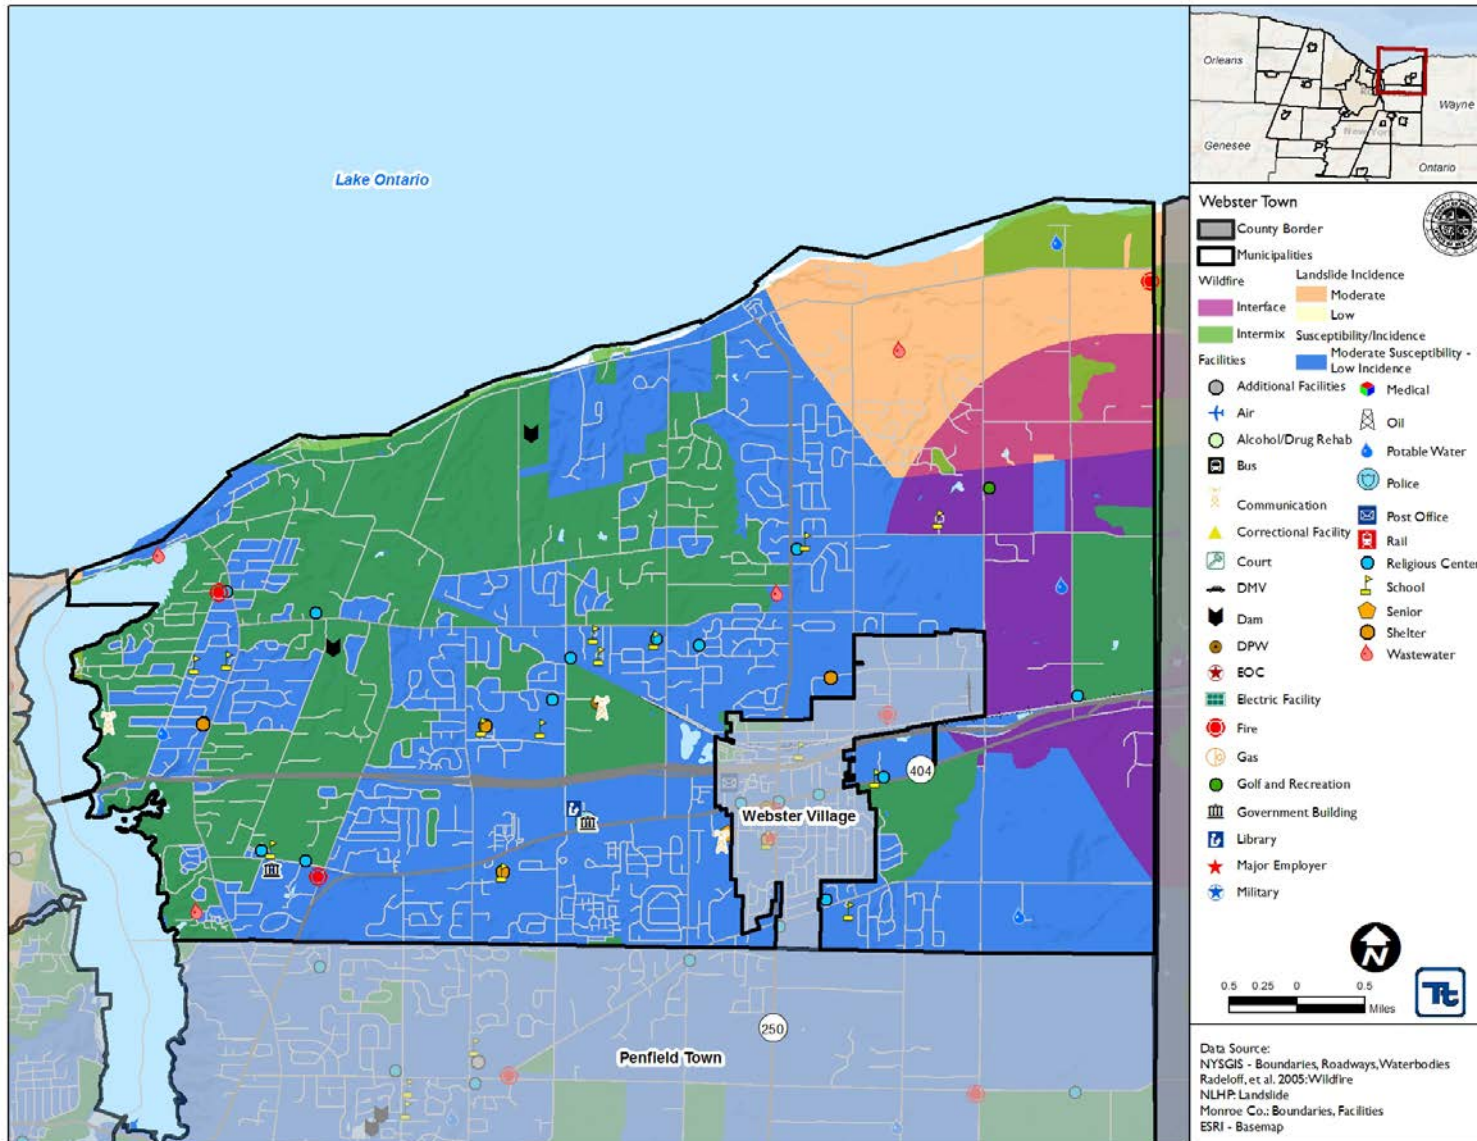 Lake Ontario
Webster Village
404
250
Penfield Town
Orleans
Wayne
Genesee
Ontario
Webster Town
County Border
Municipalities
Wildfire
Interface
Intermix
Landslide Incidence
Moderate
Low
Susceptibility/Incidence
Moderate Susceptibility -
Low Incidence
Facilities
Additional Facilities
Air
Alcohol/Drug Rehab
Bus
Communication
Correctional Facility
Court
DMV
Dam
DPW
EOC
Electric Facility
Fire
Gas
Golf and Recreation
Government Building
Library
Major Employer
Military
Medical
Oil
Potable Water
Police
Post Office
Rail
Religious Center
School
Senior
Shelter
Wastewater
N
0.5 0.25 0 0.5
Miles
Tt
Data Source:
NYSGIS - Boundaries, Roadways, Waterbodies
Radeloff, et al. 2005: Wildfire
NLHP: Landslide
Monroe Co.: Boundaries, Facilities
ESRI - Basemap